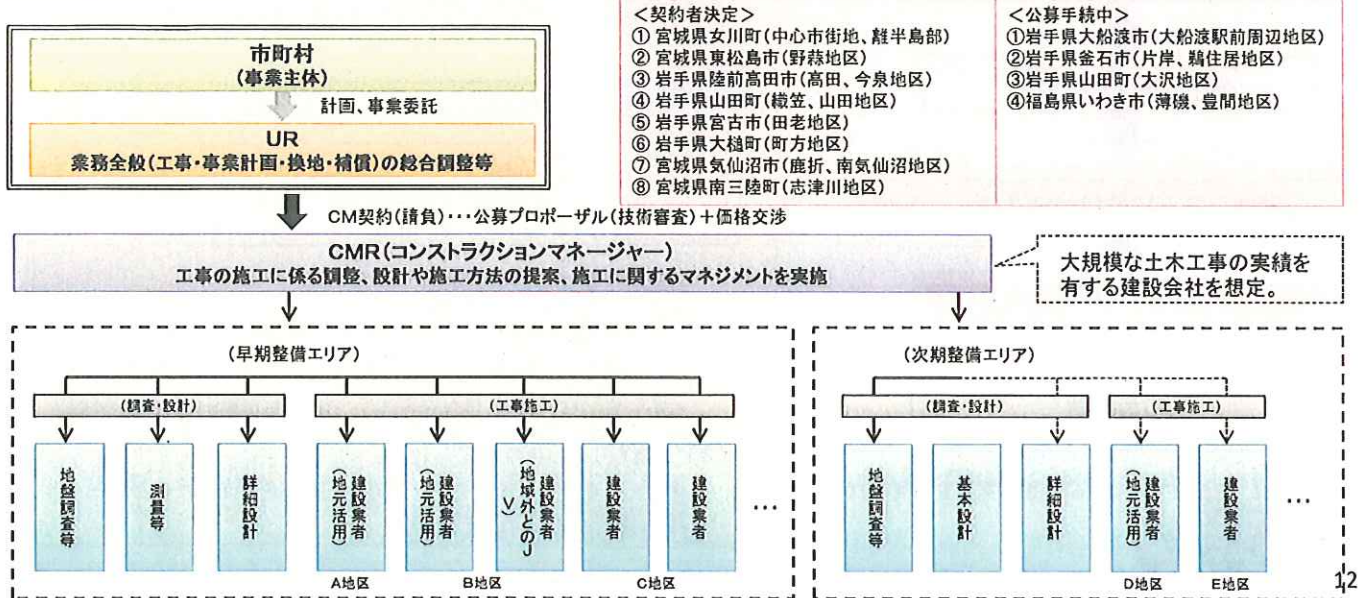 市町村
(事業主体)
計画、事業委託
UR
業務全般(工事・事業計画・換地・補償)の総合調整等
<契約者決定>
①宮城県女川町(中心市街地、離半島部)
②宮城県東松島市(野蒜地区)
③岩手県陸前高田市(高田、今泉地区)
④岩手県山田町(織笠、山田地区)
⑤岩手県宮古市(田老地区)
⑥岩手県大槌町(町方地区)
⑦宮城県気仙沼市(鹿折、南気仙沼地区)
⑧宮城県南三陸町(志津川地区)
<公募手続中>
①岩手県大船渡市(大船渡駅前周辺地区)
②岩手県釜石市(片岸、鵜住居地区)
③岩手県山田町(大沢地区)
④福島県いわき市(薄磯、豊間地区)
CM契約(請負)・・・公募プロポーザル(技術審査)+価格交渉
CMR(コンストラクションマネージャー)
工事の施工に係る調整、設計や施工方法の提案、施工に関するマネジメントを実施
大規模な土木工事の実績を
有する建設会社を想定。
(早期整備エリア)
(調査・設計)
(工事施工)
地盤調査等
測量等
詳細設計
建設業者
(地元活用)
建設業者
(地元活用)
建設業者
(地域外とのJ
V)
建設業者
建設業者
…
A地区
B地区
C地区
(次期整備エリア)
(調査・設計)
(工事施工)
地盤調査等
基本設計
詳細設計
建設業者
(地元活用)
建設業者
…
D地区
E地区
12